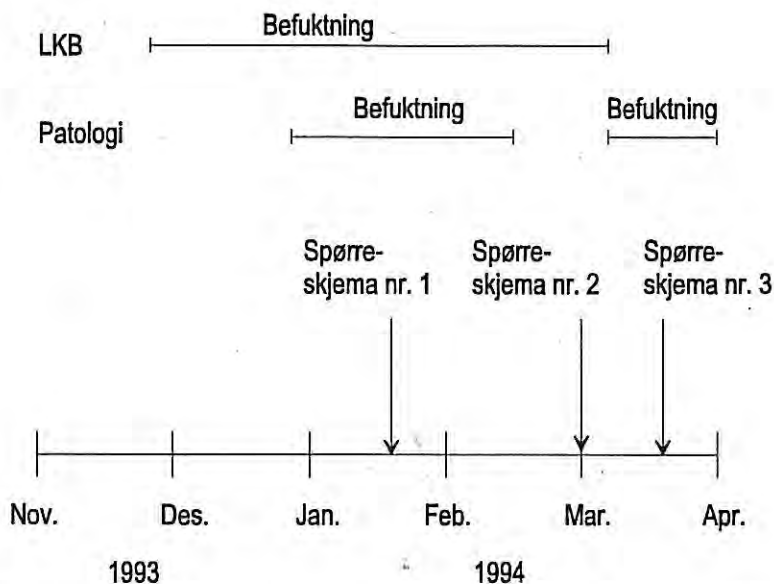 Befuktning
LKB
Befuktning
Befuktning
Patologi
Spørre-
skjema nr. 1
Spørre-
skjema nr. 2
Spørre-
skjema nr. 3
Nov.
Des.
Jan.
Feb.
Mar.
Apr.
1993
1994